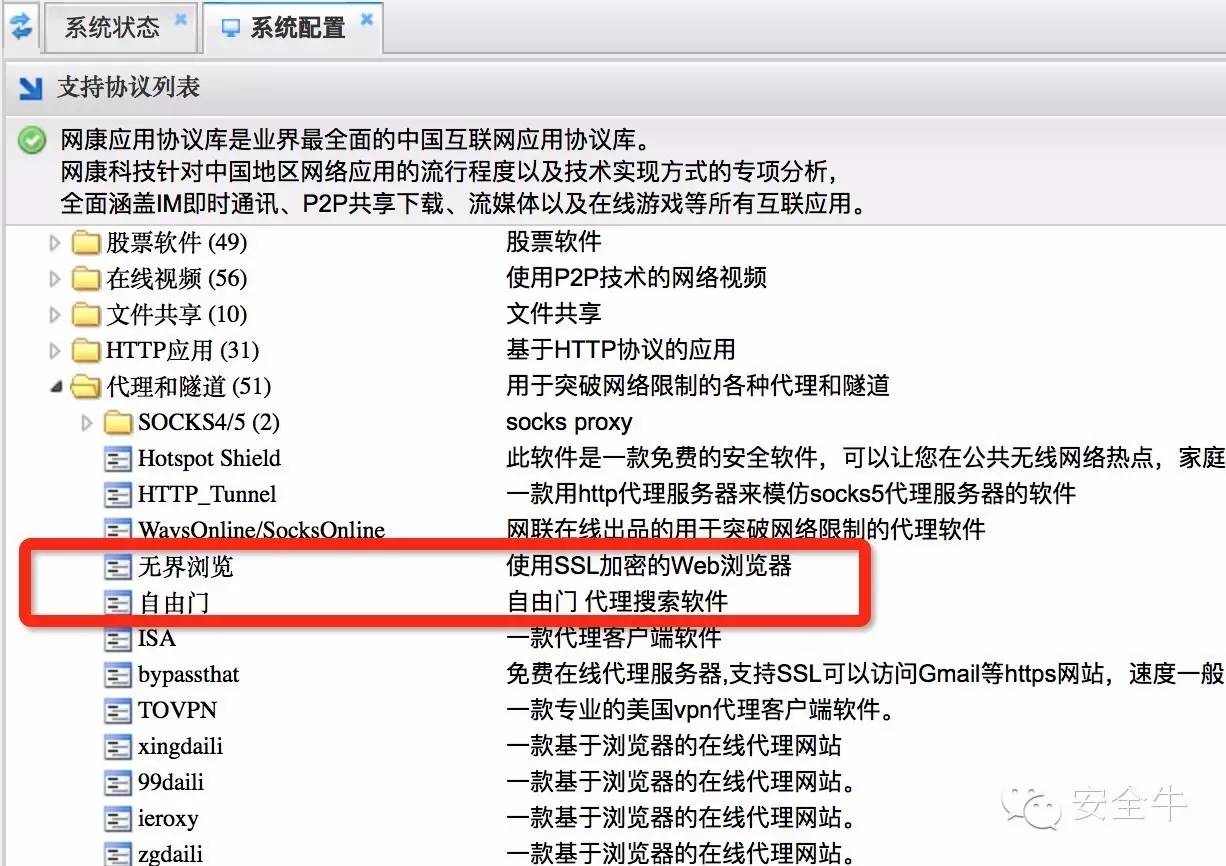 系统状态 系统配置
支持协议列表
网康应用协议库是业界最全面的中国互联网应用协议库。
网康科技针对中国地区网络应用的流行程度以及技术实现方式的专项分析，
全面涵盖IM即时通讯、P2P共享下载、流媒体以及在线游戏等所有互联应用。
股票软件 (49) 股票软件
在线视频 (56) 使用P2P技术的网络视频
文件共享 (10) 文件共享
HTTP应用 (31) 基于HTTP协议的应用
代理和隧道 (51) 用于突破网络限制的各种代理和隧道
SOCKS4/5 (2) socks proxy
Hotspot Shield 此软件是一款免费的安全软件，可以让您在公共无线网络热点，家庭
HTTP_Tunnel 一款用http代理服务器来模仿socks5代理服务器的软件
WaysOnline/SocksOnline 网联在线出品的用于突破网络限制的代理软件
无界浏览 使用SSL加密的Web浏览器
自由门 自由门 代理搜索软件
ISA 一款代理客户端软件
bypassthat 免费在线代理服务器,支持SSL可以访问Gmail等https网站，速度一般
TOVPN 一款专业的美国vpn代理客户端软件。
xingdaili 一款基于浏览器的在线代理网站
99daili 一款基于浏览器的在线代理网站。
ieroxy 一款基于浏览器的在线代理网站。
zgdaili 一款基于浏览器的在线代理网站。
安全牛